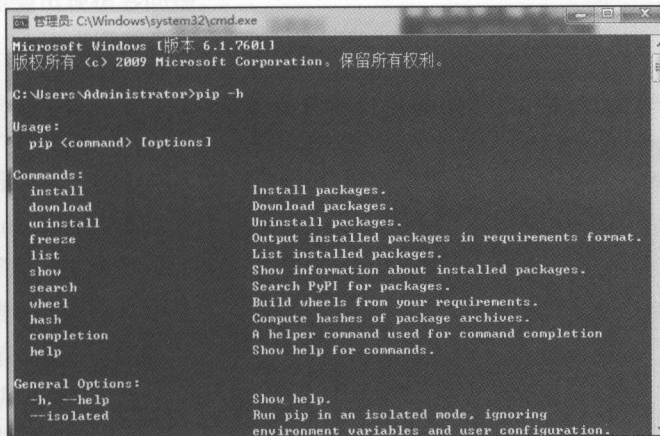 管理员: C:\Windows\system32\cmd.exe
Microsoft Windows [版本 6.1.7601]
版权所有 (c) 2009 Microsoft Corporation。保留所有权利。
C:\Users\Administrator>pip -h
Usage:
pip <command> [options]
Commands:
install Install packages.
download Download packages.
uninstall Uninstall packages.
freeze Output installed packages in requirements format.
list List installed packages.
show Show information about installed packages.
search Search PyPI for packages.
wheel Build wheels from your requirements.
hash Compute hashes of package archives.
completion A helper command used for command completion
help Show help for commands.
General Options:
-h, --help Show help.
--isolated Run pip in an isolated mode, ignoring
environment variables and user configuration.